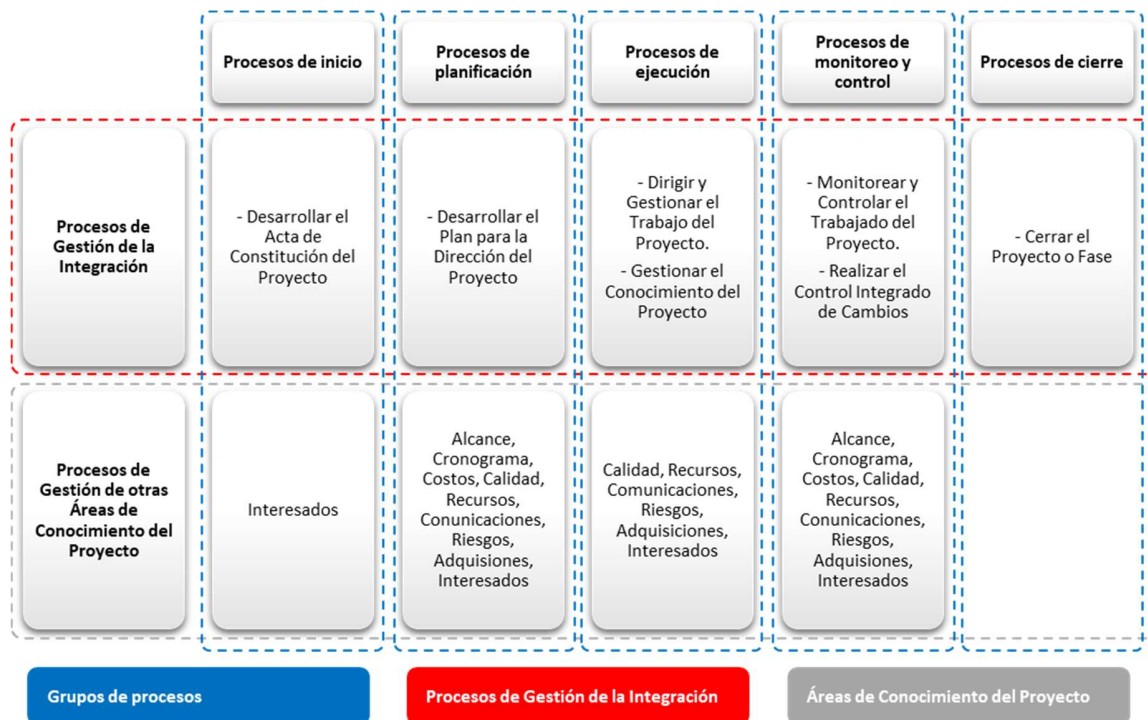 Procesos de inicio
Procesos de
planificación
Procesos de
ejecución
Procesos de
monitoreo y
control
Procesos de cierre
Procesos de
Gestión de la
Integración
- Desarrollar el
Acta de
Constitución del
Proyecto
- Desarrollar el
Plan para la
Dirección del
Proyecto
- Dirigir y
Gestionar el
Trabajo del
Proyecto.
- Gestionar el
Conocimiento del
Proyecto
- Monitorear y
Controlar el
Trabajado del
Proyecto.
- Realizar el
Control Integrado
de Cambios
- Cerrar el
Proyecto o Fase
Procesos de
Gestión de otras
Áreas de
Conocimiento del
Proyecto
Interesados
Alcance,
Cronograma,
Costos, Calidad,
Recursos,
Conunicaciones,
Riesgos,
Adquisiones,
Interesados
Calidad, Recursos,
Comunicaciones,
Riesgos,
Adquisiciones,
Interesados
Alcance,
Cronograma,
Costos, Calidad,
Recursos,
Conunicaciones,
Riesgos,
Adquisiones,
Interesados
Grupos de procesos
Procesos de Gestión de la Integración
Áreas de Conocimiento del Proyecto